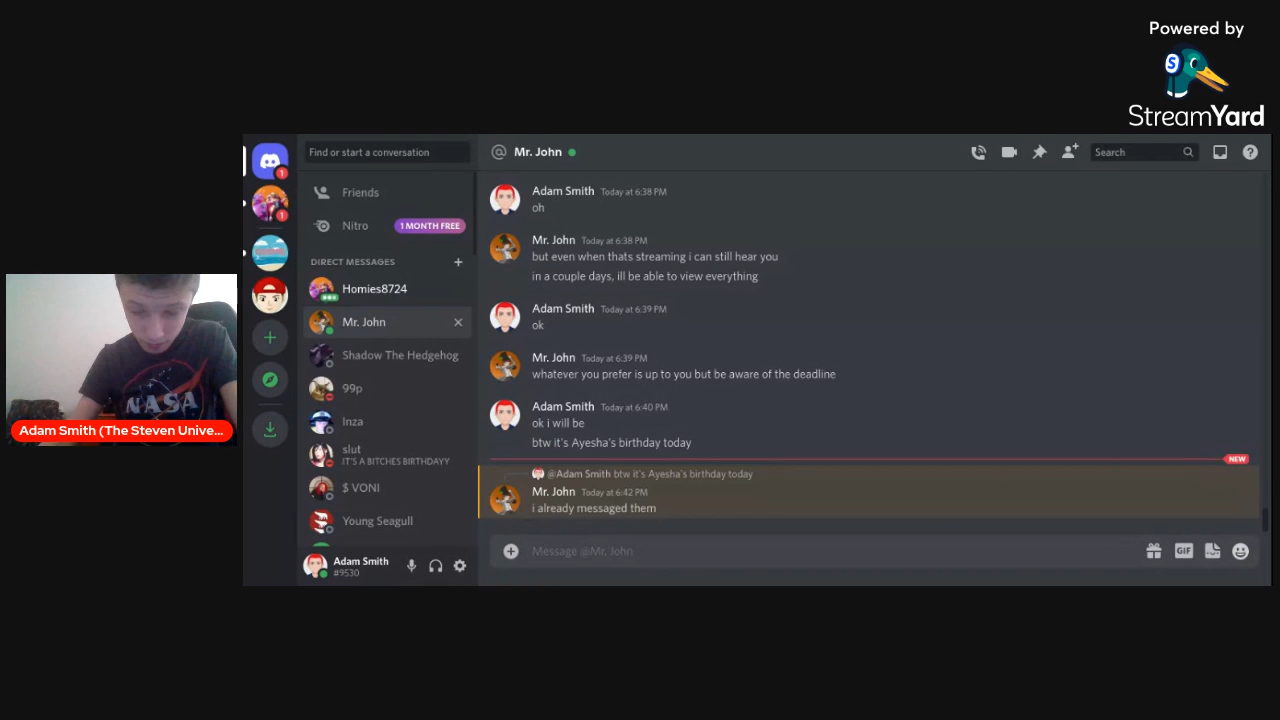 Powered by
StreamYard
Find or start a conversation
Mr. John
Search
Friends
Nitro
1 MONTH FREE
DIRECT MESSAGES
Homies8724
Mr. John
Shadow The Hedgehog
99p
Inza
slut
IT'S A BITCHES BIRTHDAYY
$ VONI
Young Seagull
Adam Smith
#9530
Adam Smith Today at 6:38 PM
oh
Mr. John Today at 6:38 PM
but even when thats streaming i can still hear you
in a couple days, ill be able to view everything
Adam Smith Today at 6:39 PM
ok
Mr. John Today at 6:39 PM
whatever you prefer is up to you but be aware of the deadline
Adam Smith Today at 6:40 PM
ok i will be
btw it's Ayesha's birthday today
NEW
@Adam Smith btw it's Ayesha's birthday today
Mr. John Today at 6:42 PM
i already messaged them
Message @Mr. John
GIF
NASA
Adam Smith (The Steven Unive...
1
1
S